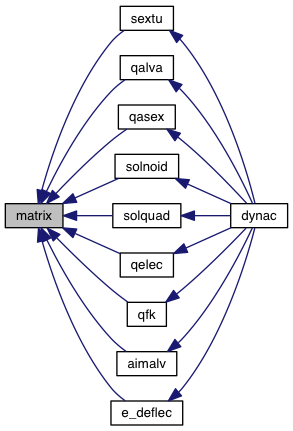 sextu
qalva
qasex
solnoid
matrix
solquad
dynac
qelec
qfk
aimalv
e_deflec